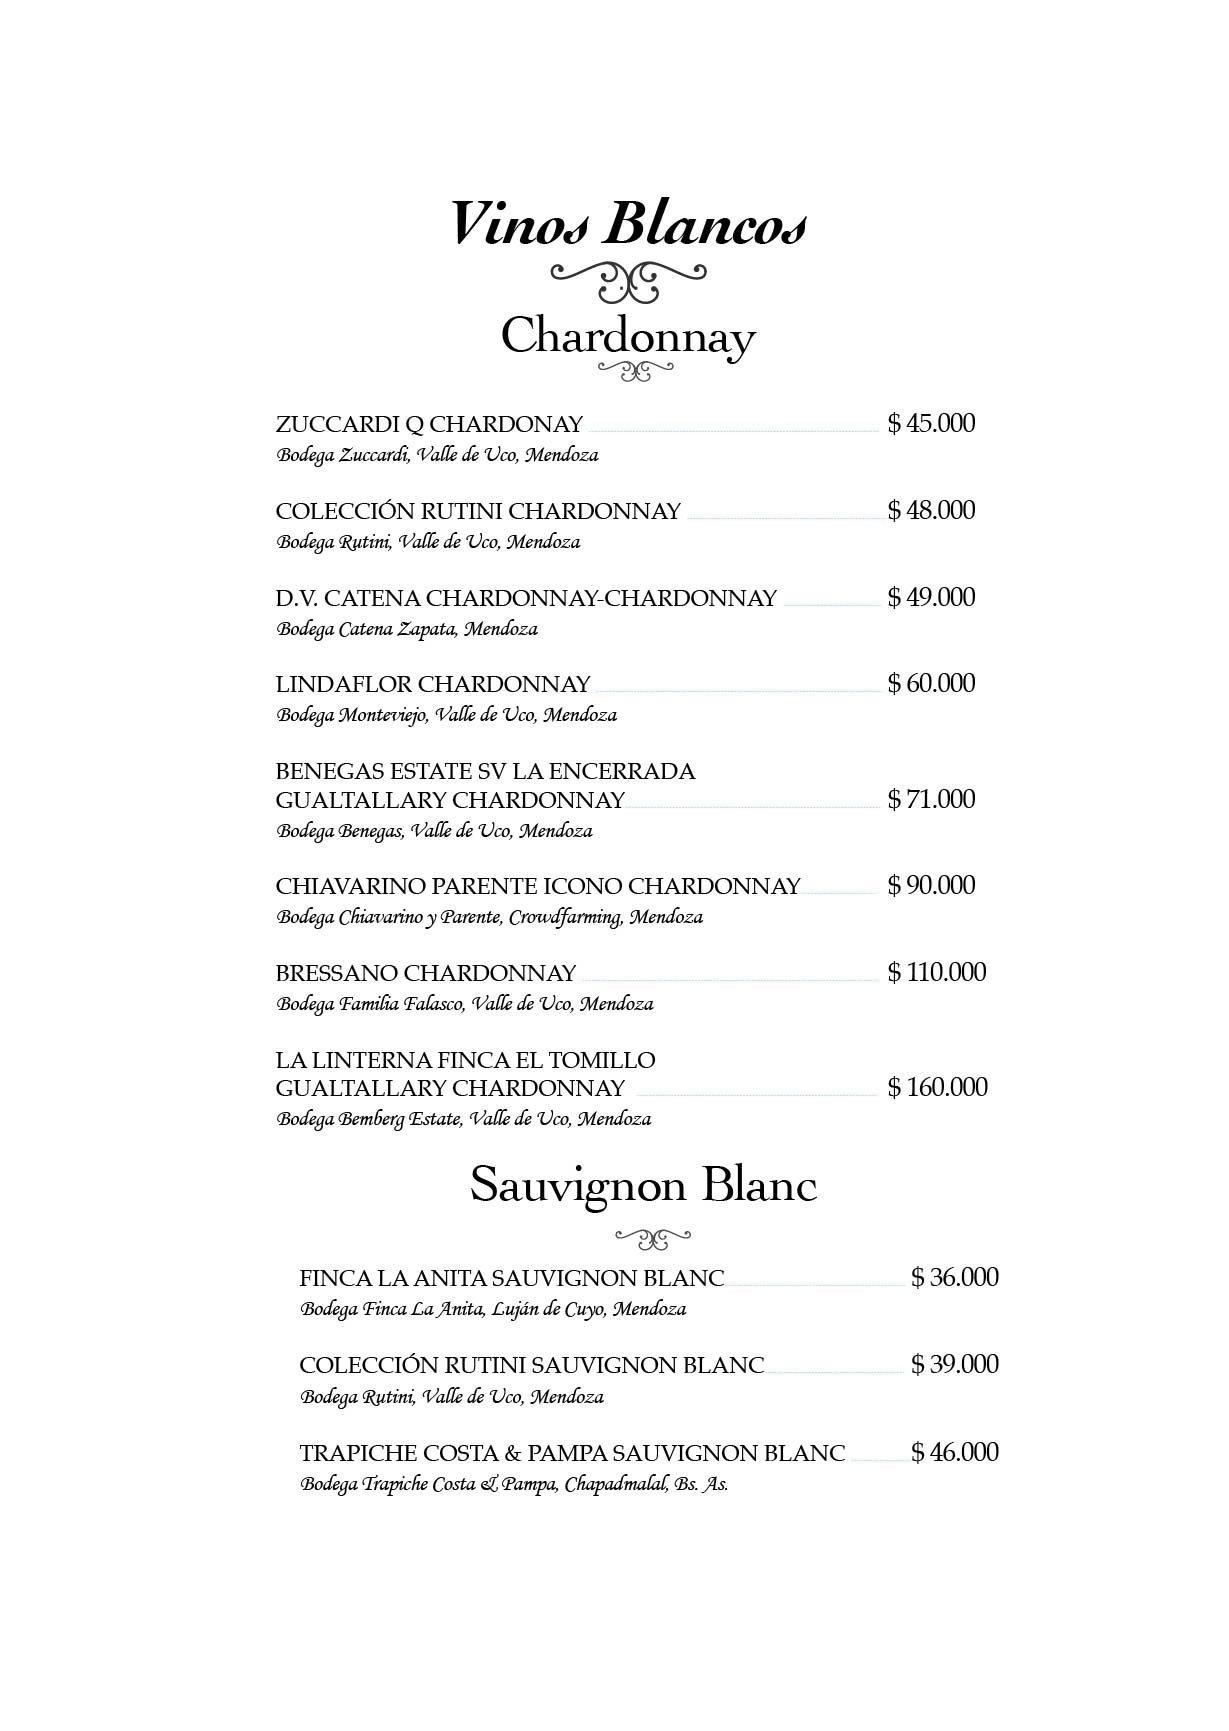 Vinos Blancos
Chardonnay
ZUCCARDI Q CHARDONAY $ 45.000
Bodega Zuccardi, Valle de Uco, Mendoza
COLECCIÓN RUTINI CHARDONNAY $ 48.000
Bodega Rutini, Valle de Uco, Mendoza
D.V. CATENA CHARDONNAY-CHARDONNAY $ 49.000
Bodega Catena Zapata, Mendoza
LINDAFLOR CHARDONNAY $ 60.000
Bodega Monteviejo, Valle de Uco, Mendoza
BENEGAS ESTATE SV LA ENCERRADA
GUALTALLARY CHARDONNAY $ 71.000
Bodega Benegas, Valle de Uco, Mendoza
CHIAVARINO PARENTE ICONO CHARDONNAY $ 90.000
Bodega Chiavarino y Parente, Crowdfarming, Mendoza
BRESSANO CHARDONNAY $ 110.000
Bodega Familia Falasco, Valle de Uco, Mendoza
LA LINTERNA FINCA EL TOMILLO
GUALTALLARY CHARDONNAY $ 160.000
Bodega Bemberg Estate, Valle de Uco, Mendoza
Sauvignon Blanc
FINCA LA ANITA SAUVIGNON BLANC $ 36.000
Bodega Finca La Anita, Luján de Cuyo, Mendoza
COLECCIÓN RUTINI SAUVIGNON BLANC $ 39.000
Bodega Rutini, Valle de Uco, Mendoza
TRAPICHE COSTA & PAMPA SAUVIGNON BLANC $ 46.000
Bodega Trapiche Costa & Pampa, Chapadmalal, Bs. As.